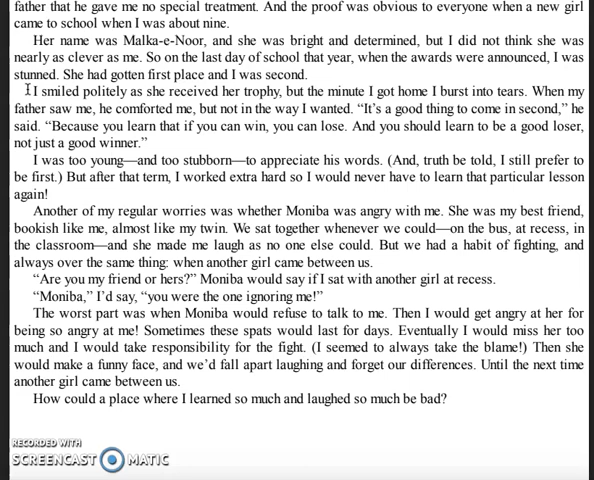 father that he gave me no special treatment. And the proof was obvious to everyone when a new girl
came to school when I was about nine.
Her name was Malka-e-Noor, and she was bright and determined, but I did not think she was
nearly as clever as me. So on the last day of school that year, when the awards were announced, I was
stunned. She had gotten first place and I was second.
I smiled politely as she received her trophy, but the minute I got home I burst into tears. When my
father saw me, he comforted me, but not in the way I wanted. “It’s a good thing to come in second,” he
said. “Because you learn that if you can win, you can lose. And you should learn to be a good loser,
not just a good winner.”
I was too young—and too stubborn—to appreciate his words. (And, truth be told, I still prefer to
be first.) But after that term, I worked extra hard so I would never have to learn that particular lesson
again!
Another of my regular worries was whether Moniba was angry with me. She was my best friend,
bookish like me, almost like my twin. We sat together whenever we could—on the bus, at recess, in
the classroom—and she made me laugh as no one else could. But we had a habit of fighting, and
always over the same thing: when another girl came between us.
“Are you my friend or hers?” Moniba would say if I sat with another girl at recess.
“Moniba,” I’d say, “you were the one ignoring me!”
The worst part was when Moniba would refuse to talk to me. Then I would get angry at her for
being so angry at me! Sometimes these spats would last for days. Eventually I would miss her too
much and I would take responsibility for the fight. (I seemed to always take the blame!) Then she
would make a funny face, and we’d fall apart laughing and forget our differences. Until the next time
another girl came between us.
How could a place where I learned so much and laughed so much be bad?
RECORDED WITH
SCREENCAST MATIC